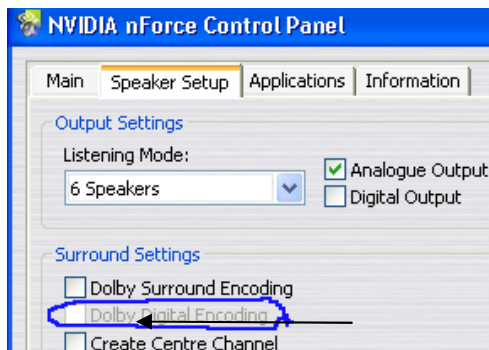 NVIDIA nForce Control Panel
Main Speaker Setup Applications Information
Output Settings
Listening Mode:
6 Speakers
Analogue Output
Digital Output
Surround Settings
Dolby Surround Encoding
Dolby Digital Encoding
Create Centre Channel